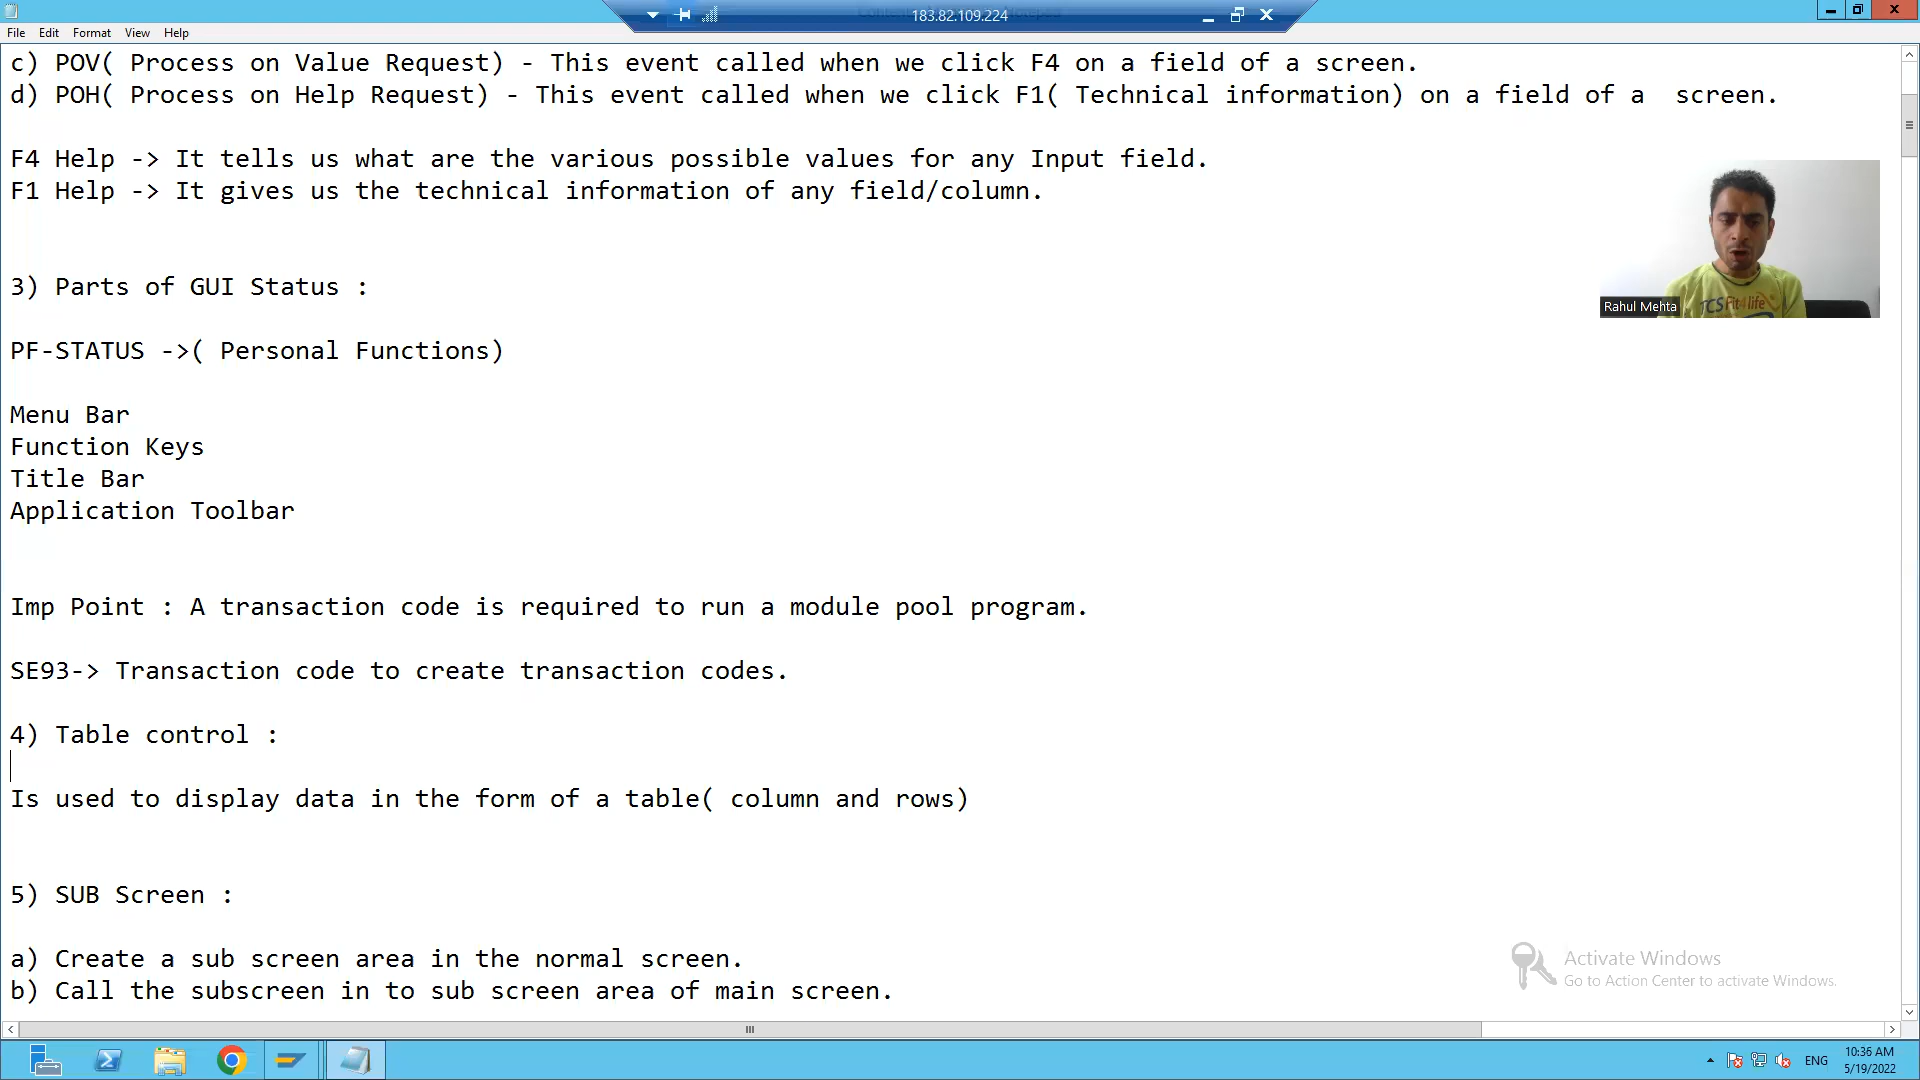 183.82.109.224
File Edit Format View Help
c) POV( Process on Value Request) - This event called when we click F4 on a field of a screen.
d) POH( Process on Help Request) - This event called when we click F1( Technical information) on a field of a  screen.
F4 Help -> It tells us what are the various possible values for any Input field.
F1 Help -> It gives us the technical information of any field/column.
Rahul Mehta
TCS Fit4life
3) Parts of GUI Status :
PF-STATUS ->( Personal Functions)
Menu Bar
Function Keys
Title Bar
Application Toolbar
Imp Point : A transaction code is required to run a module pool program.
SE93-> Transaction code to create transaction codes.
4) Table control :
Is used to display data in the form of a table( column and rows)
5) SUB Screen :
a) Create a sub screen area in the normal screen.
b) Call the subscreen in to sub screen area of main screen.
Activate Windows
Go to Action Center to activate Windows.
ENG
10:36 AM
5/19/2022